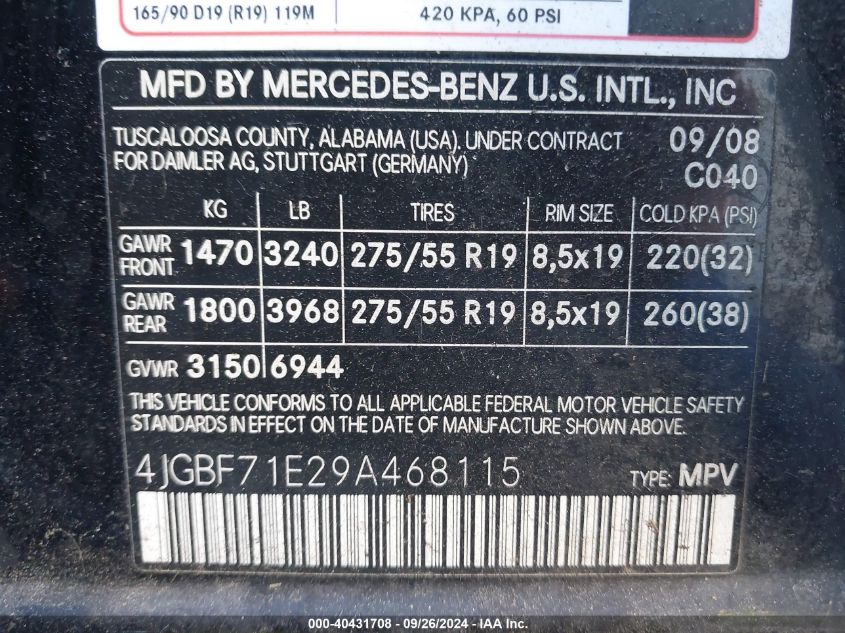 165/90 D19 (R19) 119M 420 KPA, 60 PSI
MFD BY MERCEDES-BENZ U.S. INTL., INC
TUSCALOOSA COUNTY, ALABAMA (USA). UNDER CONTRACT 09/08
FOR DAIMLER AG, STUTTGART (GERMANY) C040
KG LB TIRES RIM SIZE COLD KPA (PSI)
GAWR FRONT 1470 3240 275/55 R19 8,5x19 220(32)
GAWR REAR 1800 3968 275/55 R19 8,5x19 260(38)
GVWR 3150 6944
THIS VEHICLE CONFORMS TO ALL APPLICABLE FEDERAL MOTOR VEHICLE SAFETY
STANDARDS IN EFFECT ON THE DATE OF MANUFACTURE SHOWN ABOVE.
4JGBF71E29A468115 TYPE: MPV
000-40431708 - 09/26/2024 - IAA Inc.